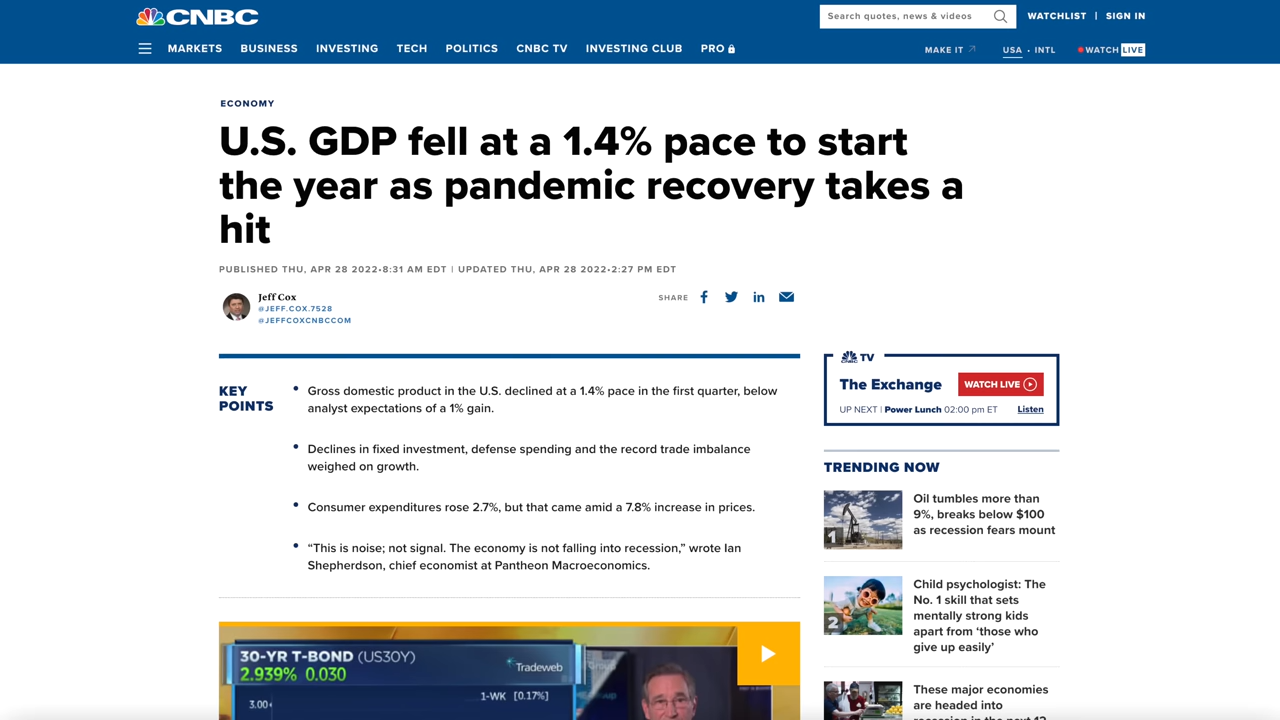 CNBC
Search quotes, news & videos
WATCHLIST | SIGN IN
MARKETS BUSINESS INVESTING TECH POLITICS CNBC TV INVESTING CLUB PRO
MAKE IT USA • INTL WATCH LIVE
ECONOMY
U.S. GDP fell at a 1.4% pace to start
the year as pandemic recovery takes a
hit
PUBLISHED THU, APR 28 2022•8:31 AM EDT | UPDATED THU, APR 28 2022•2:27 PM EDT
Jeff Cox
@JEFF.COX.7528
@JEFFCOXCNBCCOM
SHARE
KEY
POINTS
Gross domestic product in the U.S. declined at a 1.4% pace in the first quarter, below
analyst expectations of a 1% gain.
Declines in fixed investment, defense spending and the record trade imbalance
weighed on growth.
Consumer expenditures rose 2.7%, but that came amid a 7.8% increase in prices.
“This is noise; not signal. The economy is not falling into recession,” wrote Ian
Shepherdson, chief economist at Pantheon Macroeconomics.
30-YR T-BOND (US30Y)
2.939% 0.030
Tradeweb
1-WK [0.17%]
3.00
Group
CNBC TV
The Exchange
WATCH LIVE
UP NEXT | Power Lunch 02:00 pm ET
Listen
TRENDING NOW
1
Oil tumbles more than
9%, breaks below $100
as recession fears mount
2
Child psychologist: The
No. 1 skill that sets
mentally strong kids
apart from ‘those who
give up easily’
These major economies
are headed into
recession in the next 12